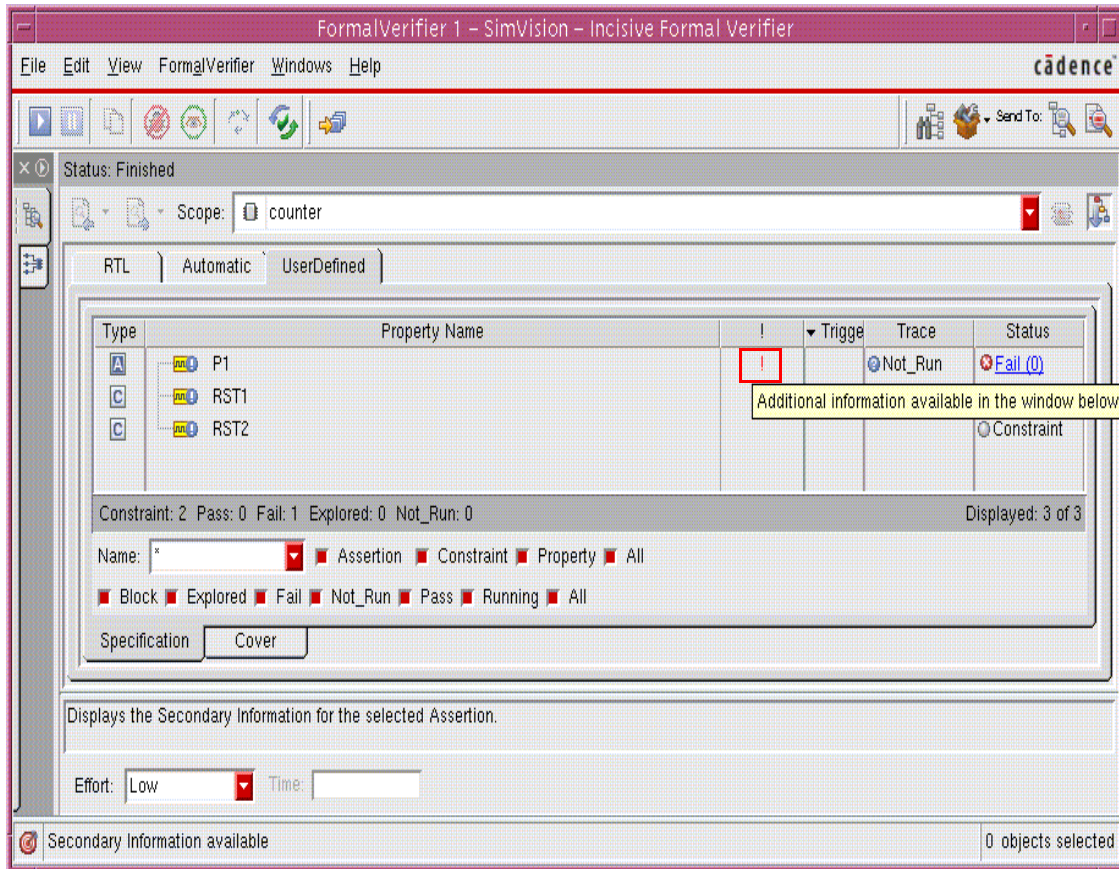 FormalVerifier 1 – SimVision – Incisive Formal Verifier
File Edit View FormalVerifier Windows Help cādence
Send To:
Status: Finished
Scope: counter
RTL Automatic UserDefined
Type Property Name ! Trigge Trace Status
A P1 ! Not_Run Fail (0)
C RST1
Additional information available in the window below
C RST2 Constraint
Constraint: 2 Pass: 0 Fail: 1 Explored: 0 Not_Run: 0 Displayed: 3 of 3
Name: * Assertion Constraint Property All
Block Explored Fail Not_Run Pass Running All
Specification Cover
Displays the Secondary Information for the selected Assertion.
Effort: Low Time:
Secondary Information available 0 objects selected